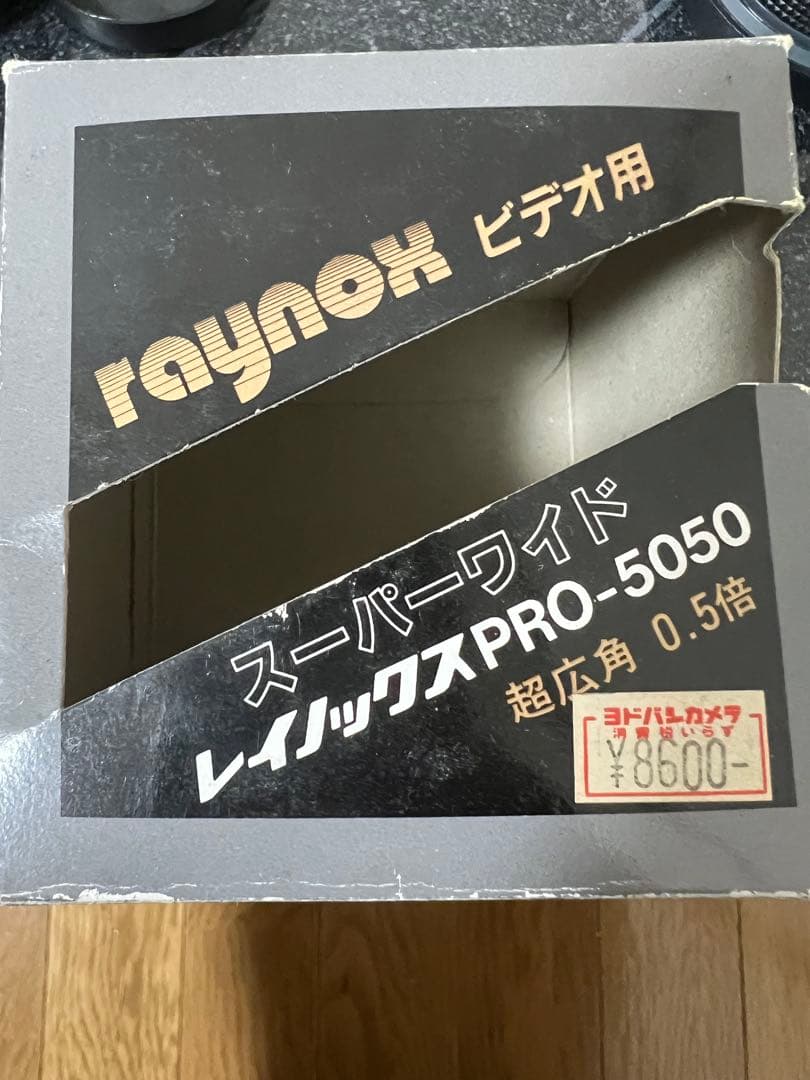 raynox ビデオ用
スーパーワイド
レイノックスPRO-5050
超広角 0.5倍
ヨドバシカメラ
消費税いらず
¥8600-